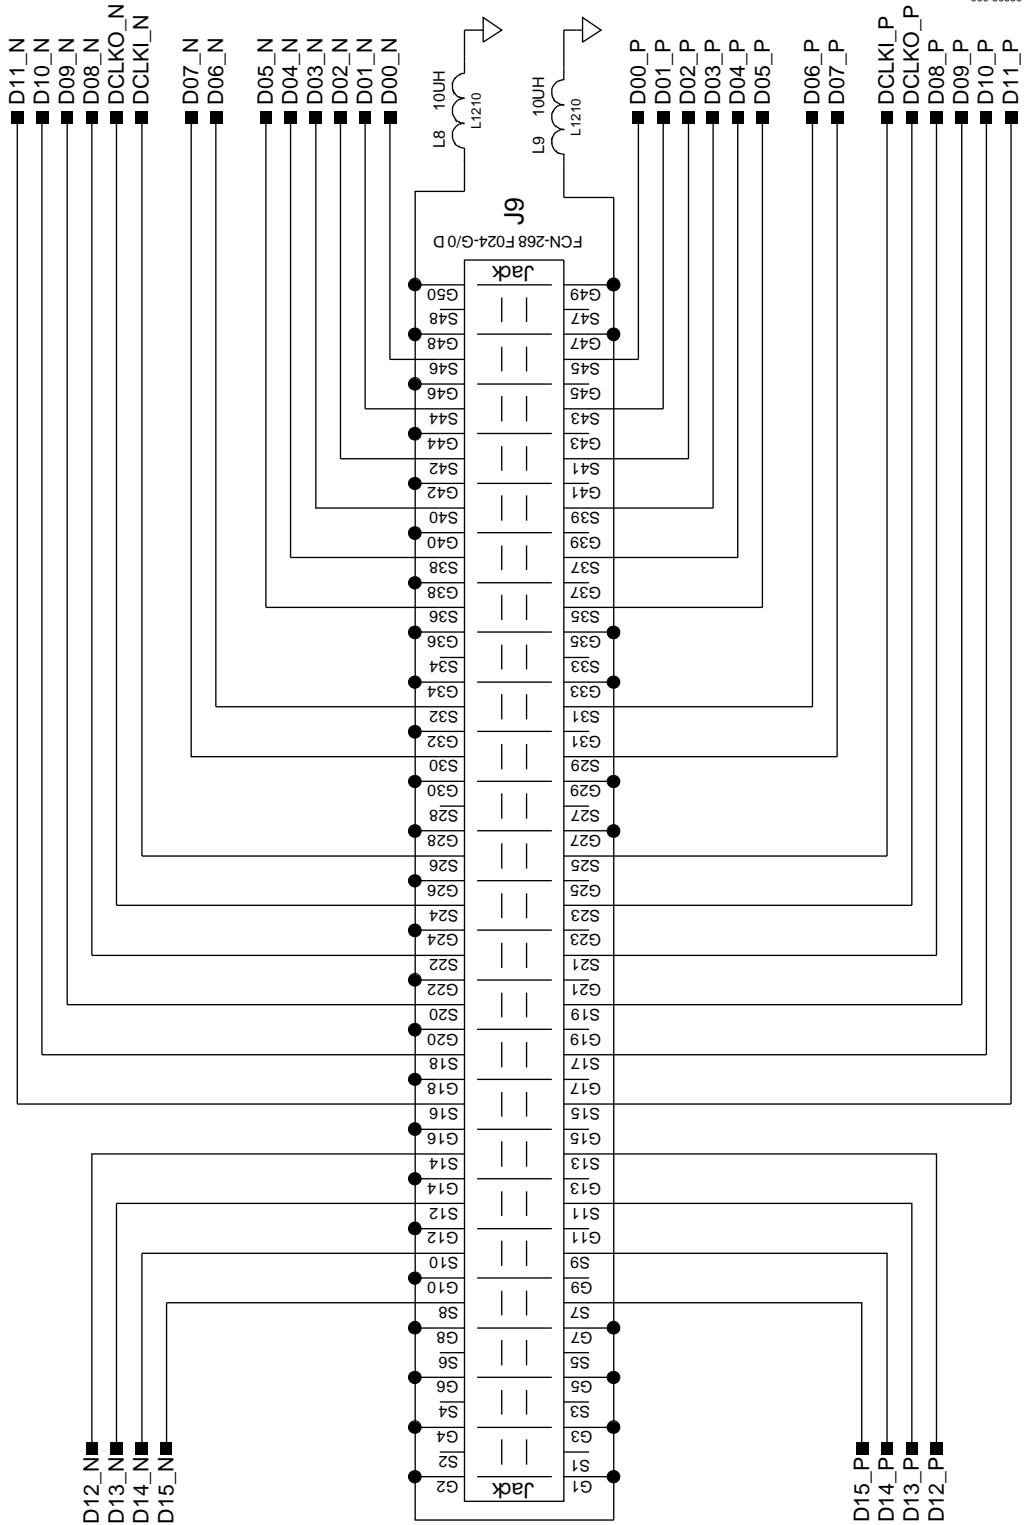 D11_N
D10_N
D09_N
D08_N
DCLKO_N
DCLKI_N
D07_N
D06_N
D05_N
D04_N
D03_N
D02_N
D01_N
D00_N
L8 10UH
L1210
L9 10UH
L1210
D00_P
D01_P
D02_P
D03_P
D04_P
D05_P
D06_P
D07_P
DCLKI_P
DCLKO_P
D08_P
D09_P
D10_P
D11_P
J9
FCN-268 F024-G/0 D
Jack
G50 G49
S48 S47
G48 G47
S46 S45
G46 G45
S44 S43
G44 G43
S42 S41
G42 G41
S40 S39
G40 G39
S38 S37
G38 G37
S36 S35
G36 G35
S34 S33
G34 G33
S32 S31
G32 G31
S30 S29
G30 G29
S28 S27
G28 G27
S26 S25
G26 G25
S24 S23
G24 G23
S22 S21
G22 G21
S20 S19
G20 G19
S18 S17
G18 G17
S16 S15
G16 G15
S14 S13
G14 G13
S12 S11
G12 G11
S10 S9
G10 G9
S8 S7
G8 G7
S6 S5
G6 G5
S4 S3
G4 G3
S2 S1
G2 G1
Jack
D12_N
D13_N
D14_N
D15_N
D15_P
D14_P
D13_P
D12_P